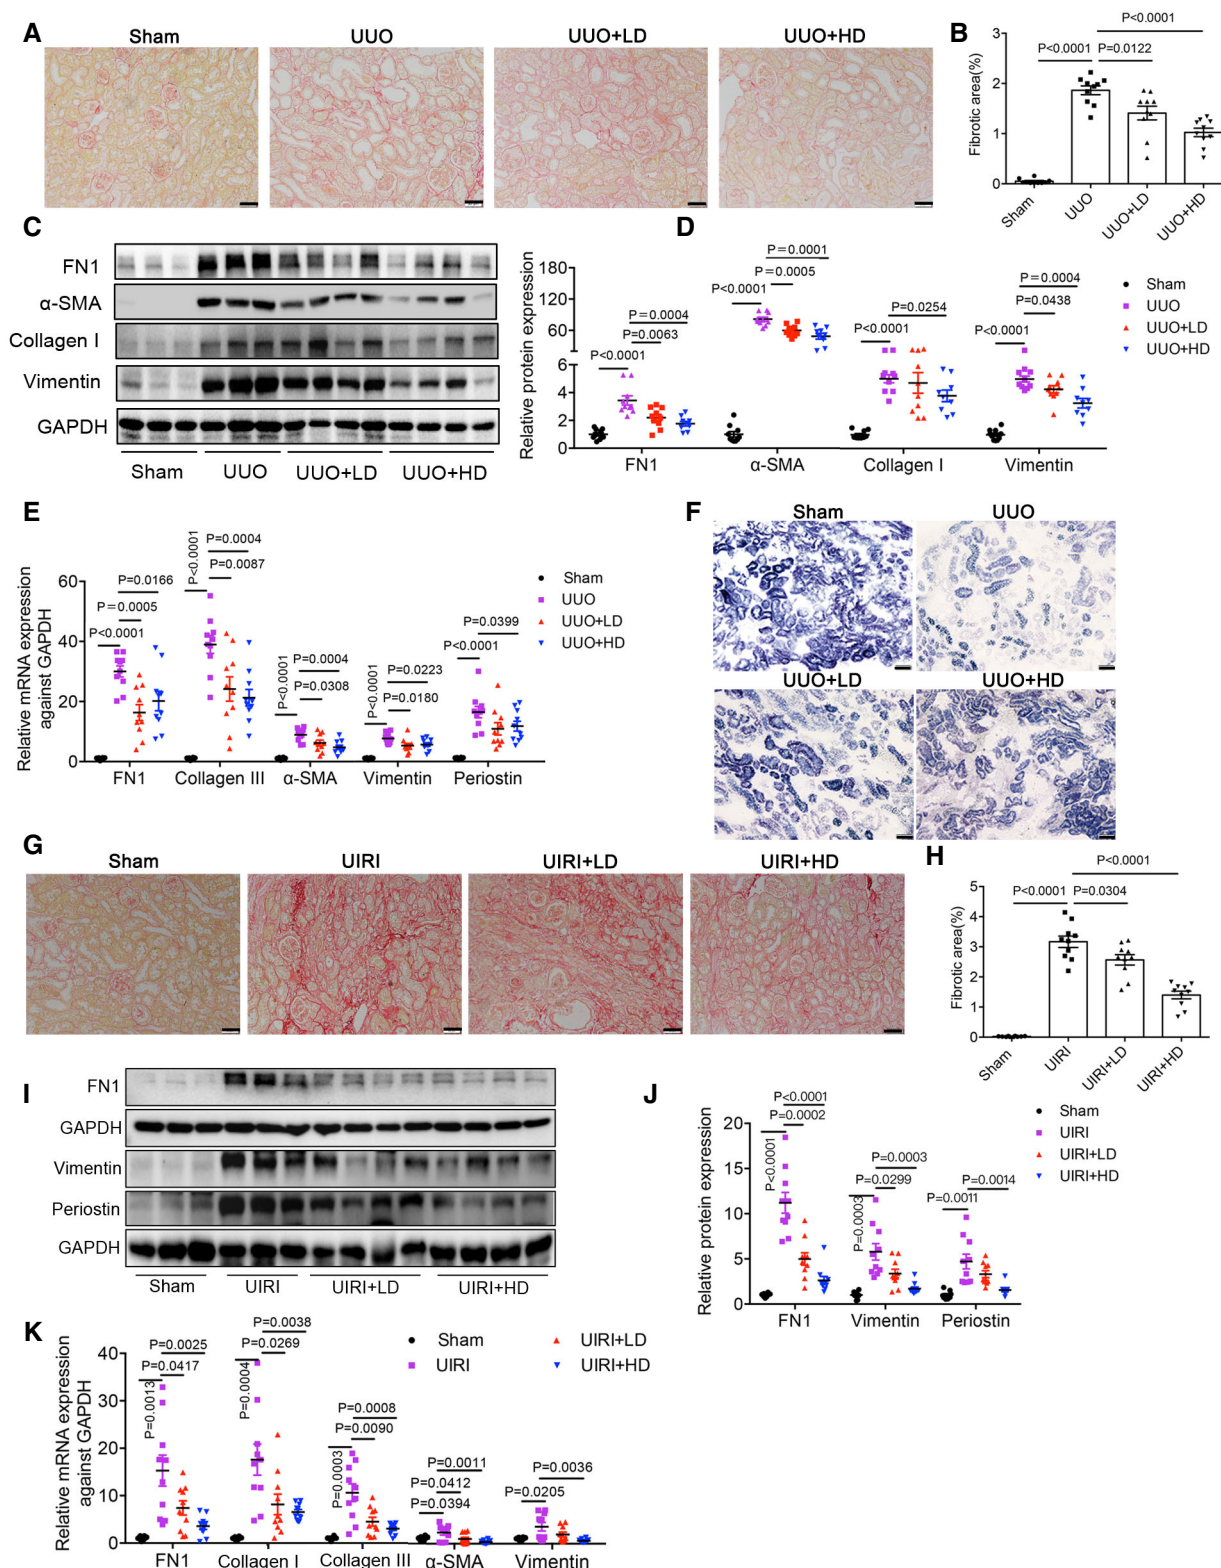 A
Sham
UUO
UUO+LD
UUO+HD
B
P<0.0001
P<0.0001 P=0.0122
Fibrotic area(%)
3
2
1
0
Sham
UUO
UUO+LD
UUO+HD
C
FN1
α-SMA
Collagen I
Vimentin
GAPDH
Sham
UUO
UUO+LD
UUO+HD
D
Relative protein expression
180
120
60
6
4
2
0
P<0.0001
P=0.0004
P=0.0063
P<0.0001
P=0.0001
P=0.0005
P<0.0001
P=0.0254
P<0.0001
P=0.0004
P=0.0438
FN1
α-SMA
Collagen I
Vimentin
Sham
UUO
UUO+LD
UUO+HD
E
Relative mRNA expression
against GAPDH
60
40
20
0
P=0.0166
P=0.0005
P<0.0001
P<0.0001
P=0.0004
P=0.0087
P<0.0001
P=0.0004
P=0.0308
P<0.0001
P=0.0223
P=0.0180
P=0.0399
P<0.0001
FN1
Collagen III
α-SMA
Vimentin
Periostin
Sham
UUO
UUO+LD
UUO+HD
F
Sham
UUO
UUO+LD
UUO+HD
G
Sham
UIRI
UIRI+LD
UIRI+HD
H
P<0.0001
P<0.0001 P=0.0304
Fibrotic area(%)
5
4
3
2
1
0
Sham
UIRI
UIRI+LD
UIRI+HD
I
FN1
GAPDH
Vimentin
Periostin
GAPDH
Sham
UIRI
UIRI+LD
UIRI+HD
J
Relative protein expression
20
15
10
5
0
P<0.0001
P=0.0002
P<0.0001
P=0.0003
P=0.0299
P=0.0003
P=0.0014
P=0.0011
FN1
Vimentin
Periostin
Sham
UIRI
UIRI+LD
UIRI+HD
K
Relative mRNA expression
against GAPDH
40
30
20
10
0
P=0.0025
P=0.0417
P=0.0013
P=0.0038
P=0.0269
P=0.0004
P=0.0008
P=0.0090
P=0.0003
P=0.0011
P=0.0412
P=0.0394
P=0.0036
P=0.0205
FN1
Collagen I
Collagen III
α-SMA
Vimentin
Sham
UIRI
UIRI+LD
UIRI+HD